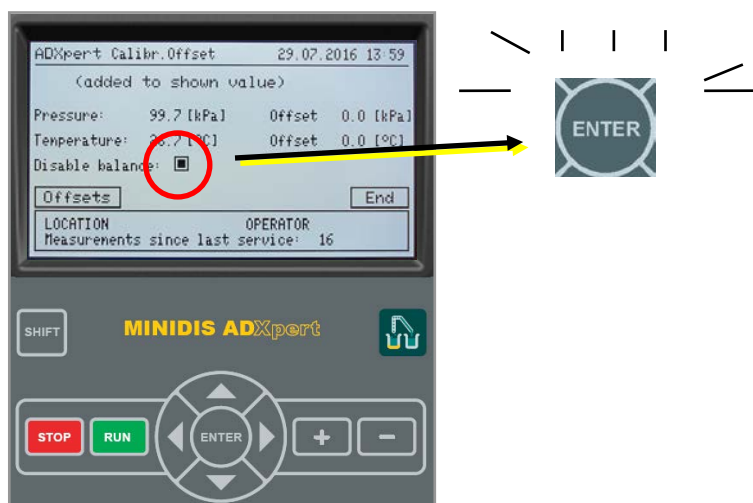 ADXpert Calibr.Offset 29.07.2016 13:59
(added to shown value)
Pressure: 99.7 [kPa] Offset 0.0 [kPa]
Temperature: [°C] Offset 0.0 [°C]
Disable balance:
Offsets End
LOCATION OPERATOR
Measurements since last service: 16
ENTER
SHIFT
MINIDIS ADXpert
STOP RUN ENTER + -